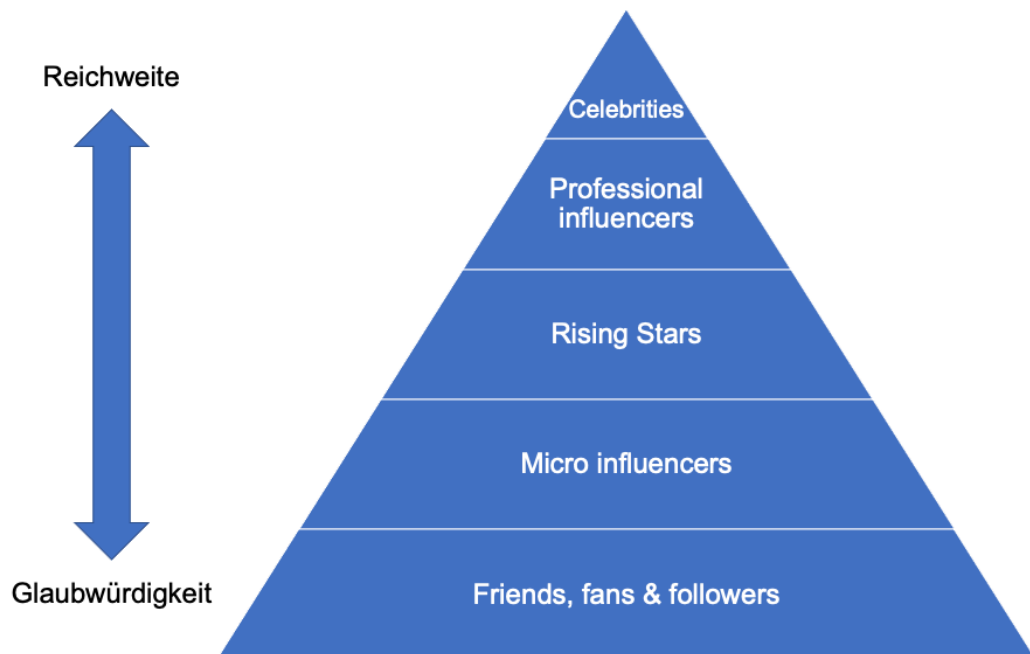 Reichweite
Celebrities
Professional
influencers
Rising Stars
Micro influencers
Glaubwürdigkeit
Friends, fans & followers